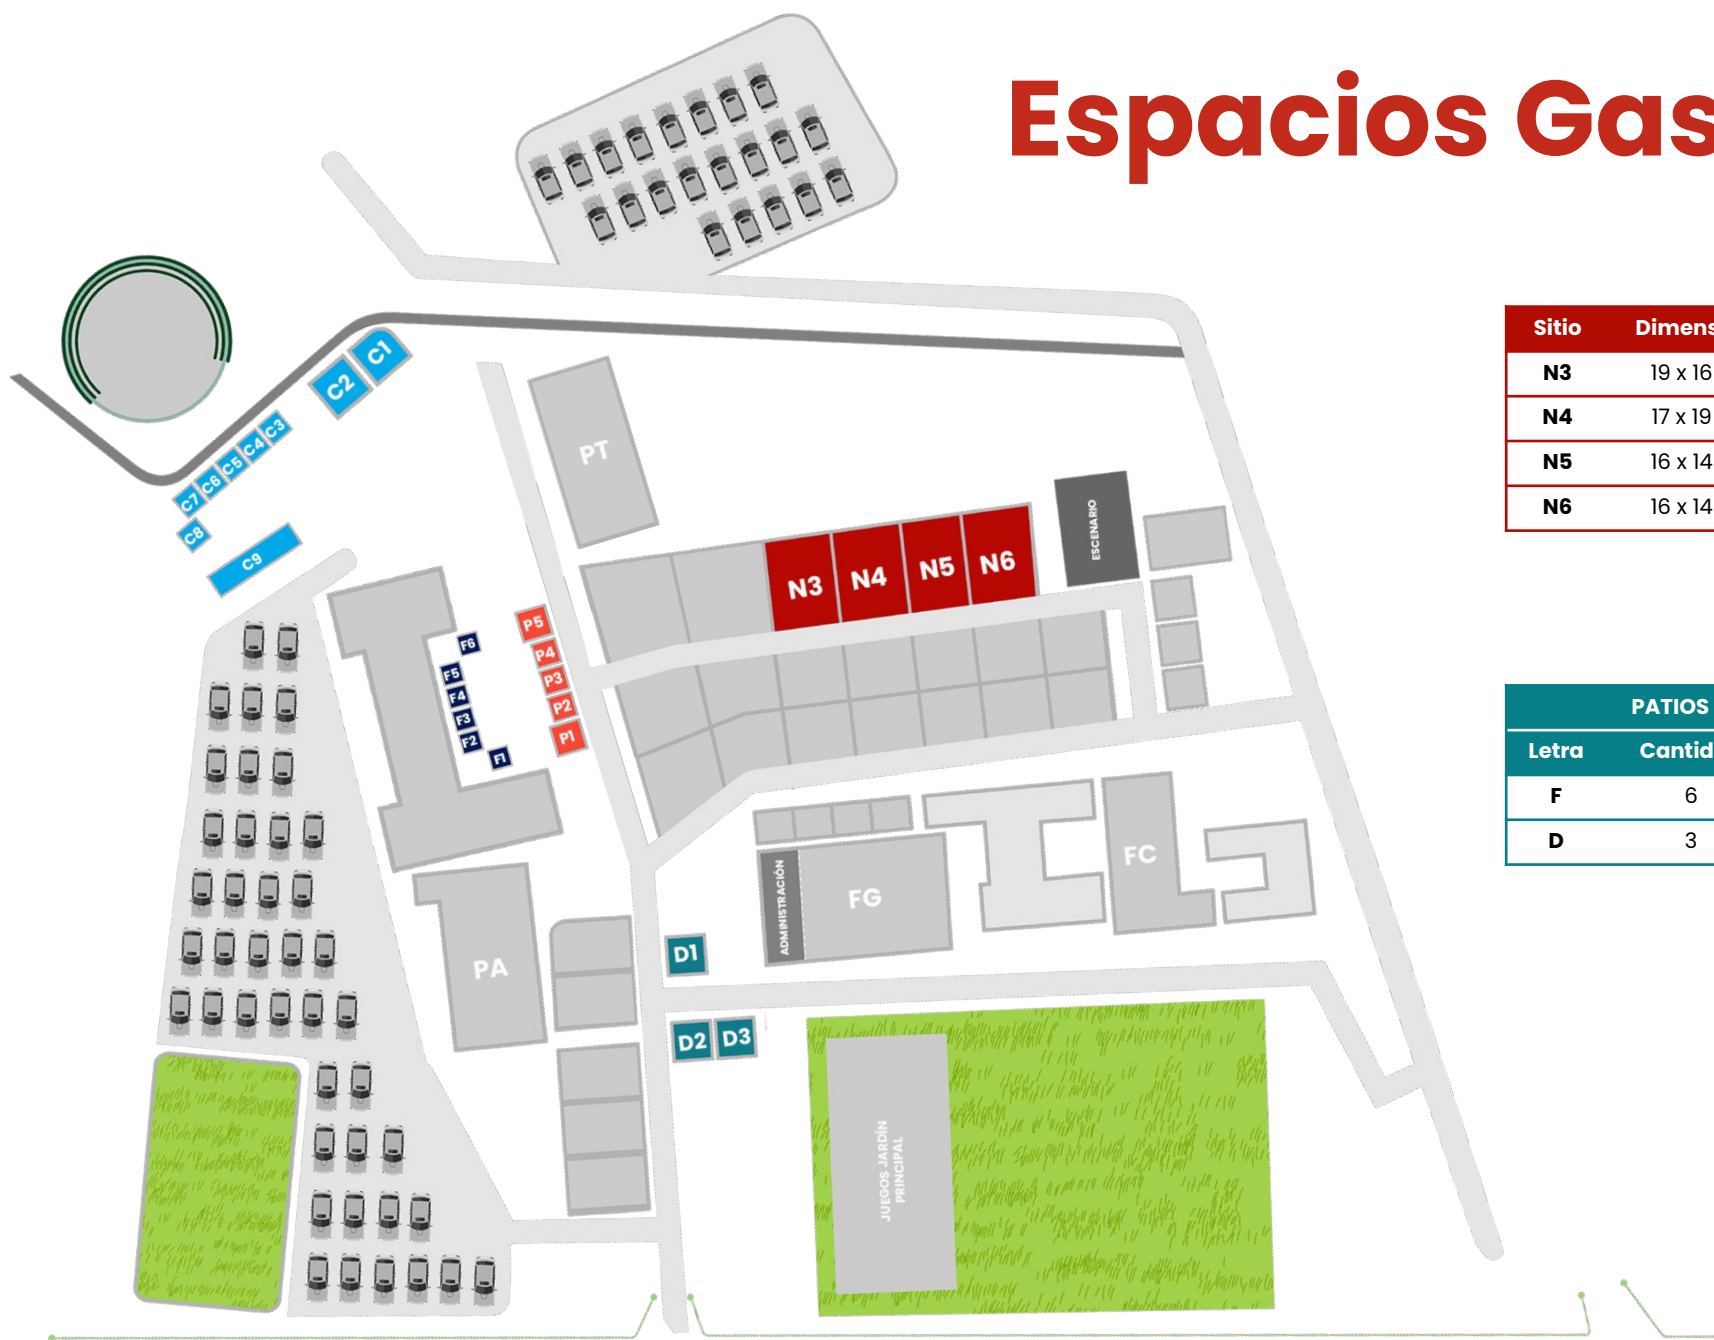 Espacios Gas
Sitio Dimens
N3 19 x 16
N4 17 x 19
N5 16 x 14
N6 16 x 14
PATIOS
Letra Cantid
F 6
D 3
C1
C2
C3
C4
C5
C6
C7
C8
C9
PT
N3
N4
N5
N6
ESCENARIO
P5
P4
P3
P2
P1
F6
F5
F4
F3
F2
F1
ADMINISTRACIÓN
FG
FC
PA
D1
D2
D3
JUEGOS JARDÍN
PRINCIPAL